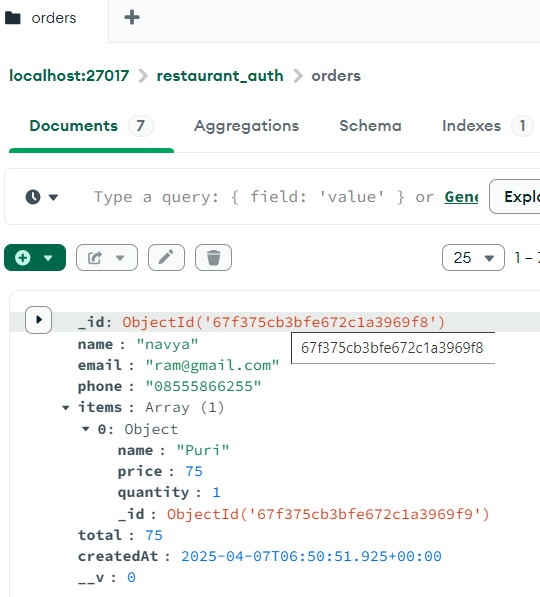 orders
localhost:27017 > restaurant_auth > orders
Documents 7 Aggregations Schema Indexes 1
Type a query: { field: 'value' } or Gene Explo
25 1 –
_id: ObjectId('67f375cb3bfe672c1a3969f8')
name : "navya"
67f375cb3bfe672c1a3969f8
email : "ram@gmail.com"
phone : "08555866255"
items : Array (1)
0: Object
name : "Puri"
price : 75
quantity : 1
_id : ObjectId('67f375cb3bfe672c1a3969f9')
total : 75
createdAt : 2025-04-07T06:50:51.925+00:00
__v : 0